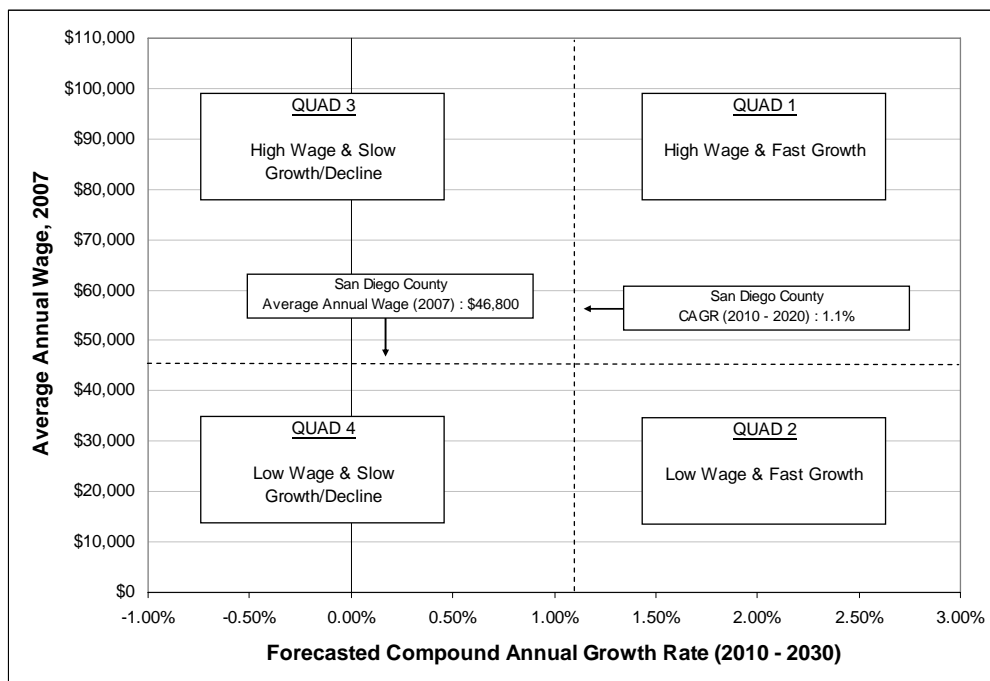 $110,000
$100,000
$90,000
$80,000
$70,000
$60,000
$50,000
$40,000
$30,000
$20,000
$10,000
$0
Average Annual Wage, 2007
QUAD 3
High Wage & Slow
Growth/Decline
QUAD 1
High Wage & Fast Growth
San Diego County
Average Annual Wage (2007) : $46,800
San Diego County
CAGR (2010 - 2020) : 1.1%
QUAD 4
Low Wage & Slow
Growth/Decline
QUAD 2
Low Wage & Fast Growth
-1.00% -0.50% 0.00% 0.50% 1.00% 1.50% 2.00% 2.50% 3.00%
Forecasted Compound Annual Growth Rate (2010 - 2030)